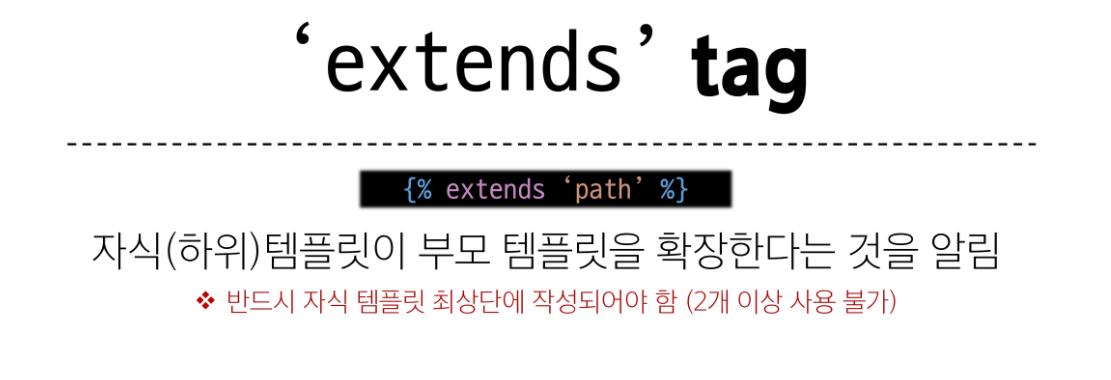 ‘extends’ tag
{% extends ‘path’ %}
자식(하위)템플릿이 부모 템플릿을 확장한다는 것을 알림
❖ 반드시 자식 템플릿 최상단에 작성되어야 함 (2개 이상 사용 불가)